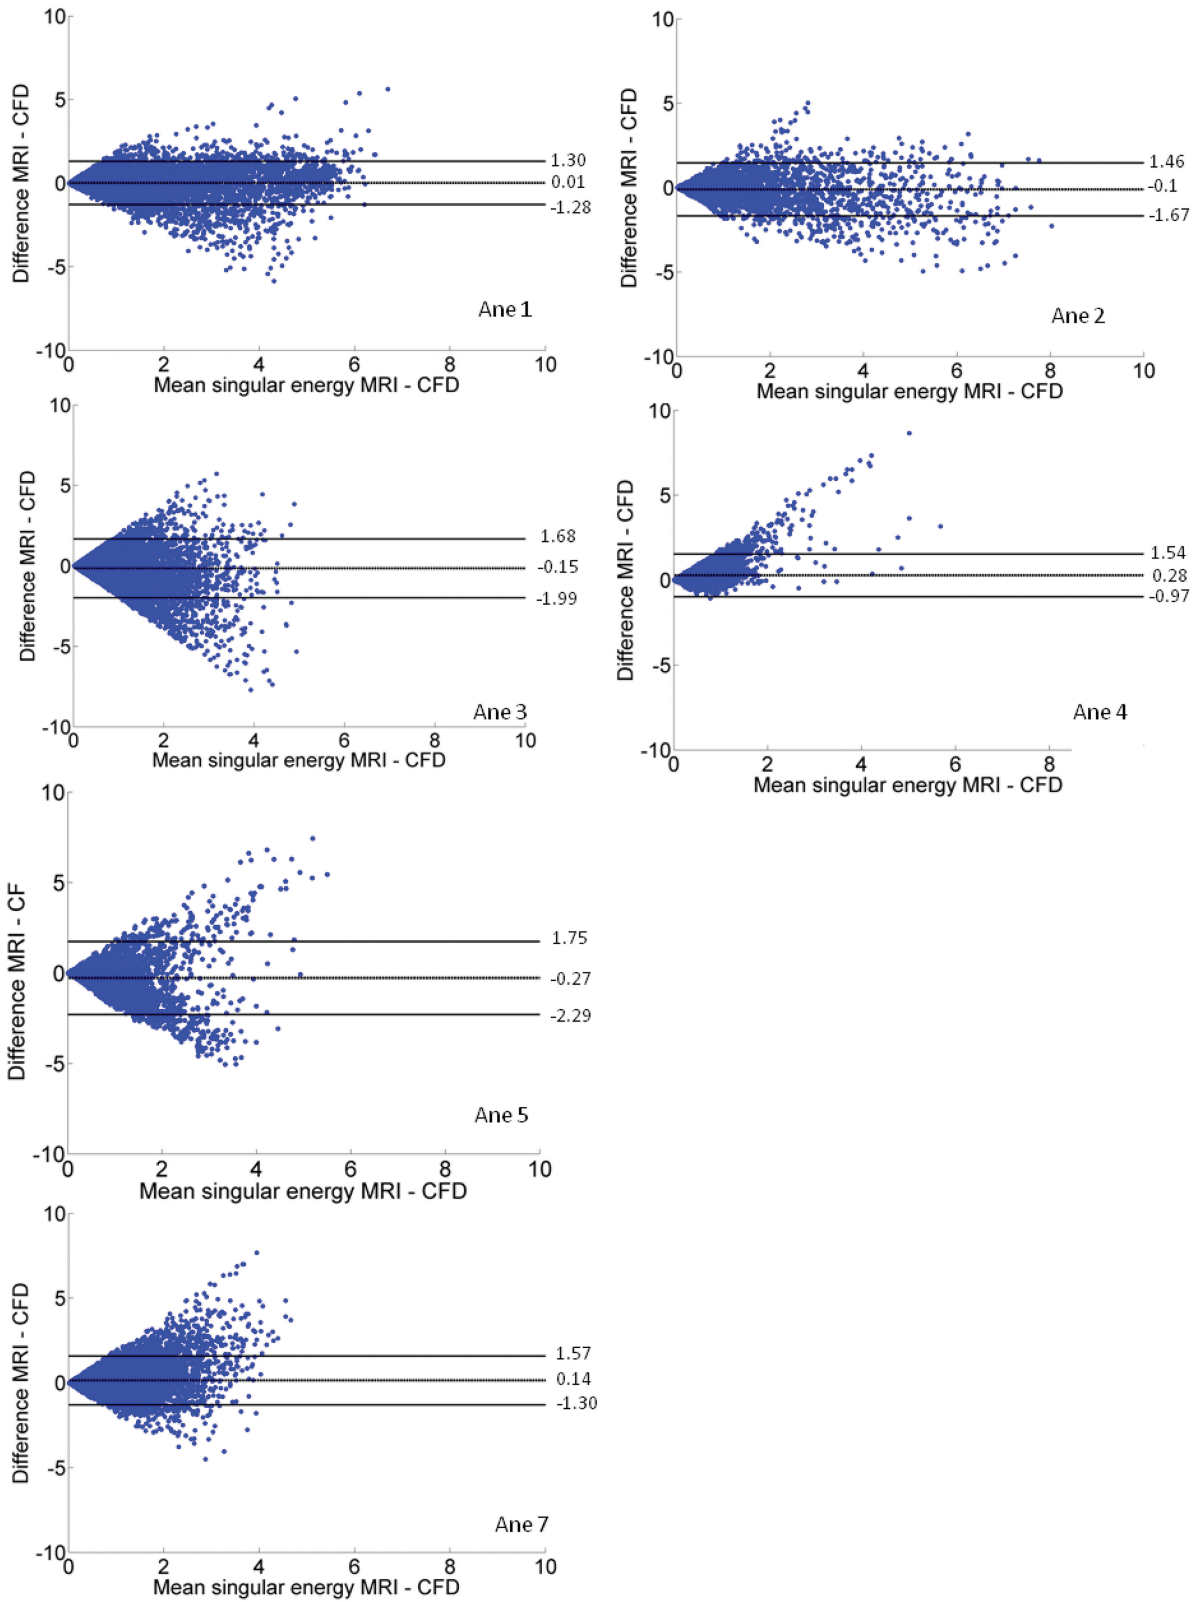 10
5
0
-5
-10
Difference MRI - CFD
1.30
0.01
-1.28
Ane 1
0 2 4 6 8 10
Mean singular energy MRI - CFD
10
5
0
-5
-10
Difference MRI - CFD
1.46
-0.1
-1.67
Ane 2
0 2 4 6 8 10
Mean singular energy MRI - CFD
10
5
0
-5
-10
Difference MRI - CFD
1.68
-0.15
-1.99
Ane 3
0 2 4 6 8 10
Mean singular energy MRI - CFD
10
5
0
-5
-10
Difference MRI - CFD
1.54
0.28
-0.97
Ane 4
0 2 4 6 8
Mean singular energy MRI - CFD
10
5
0
-5
-10
Difference MRI - CF
1.75
-0.27
-2.29
Ane 5
0 2 4 6 8 10
Mean singular energy MRI - CFD
10
5
0
-5
-10
Difference MRI - CFD
1.57
0.14
-1.30
Ane 7
0 2 4 6 8 10
Mean singular energy MRI - CFD